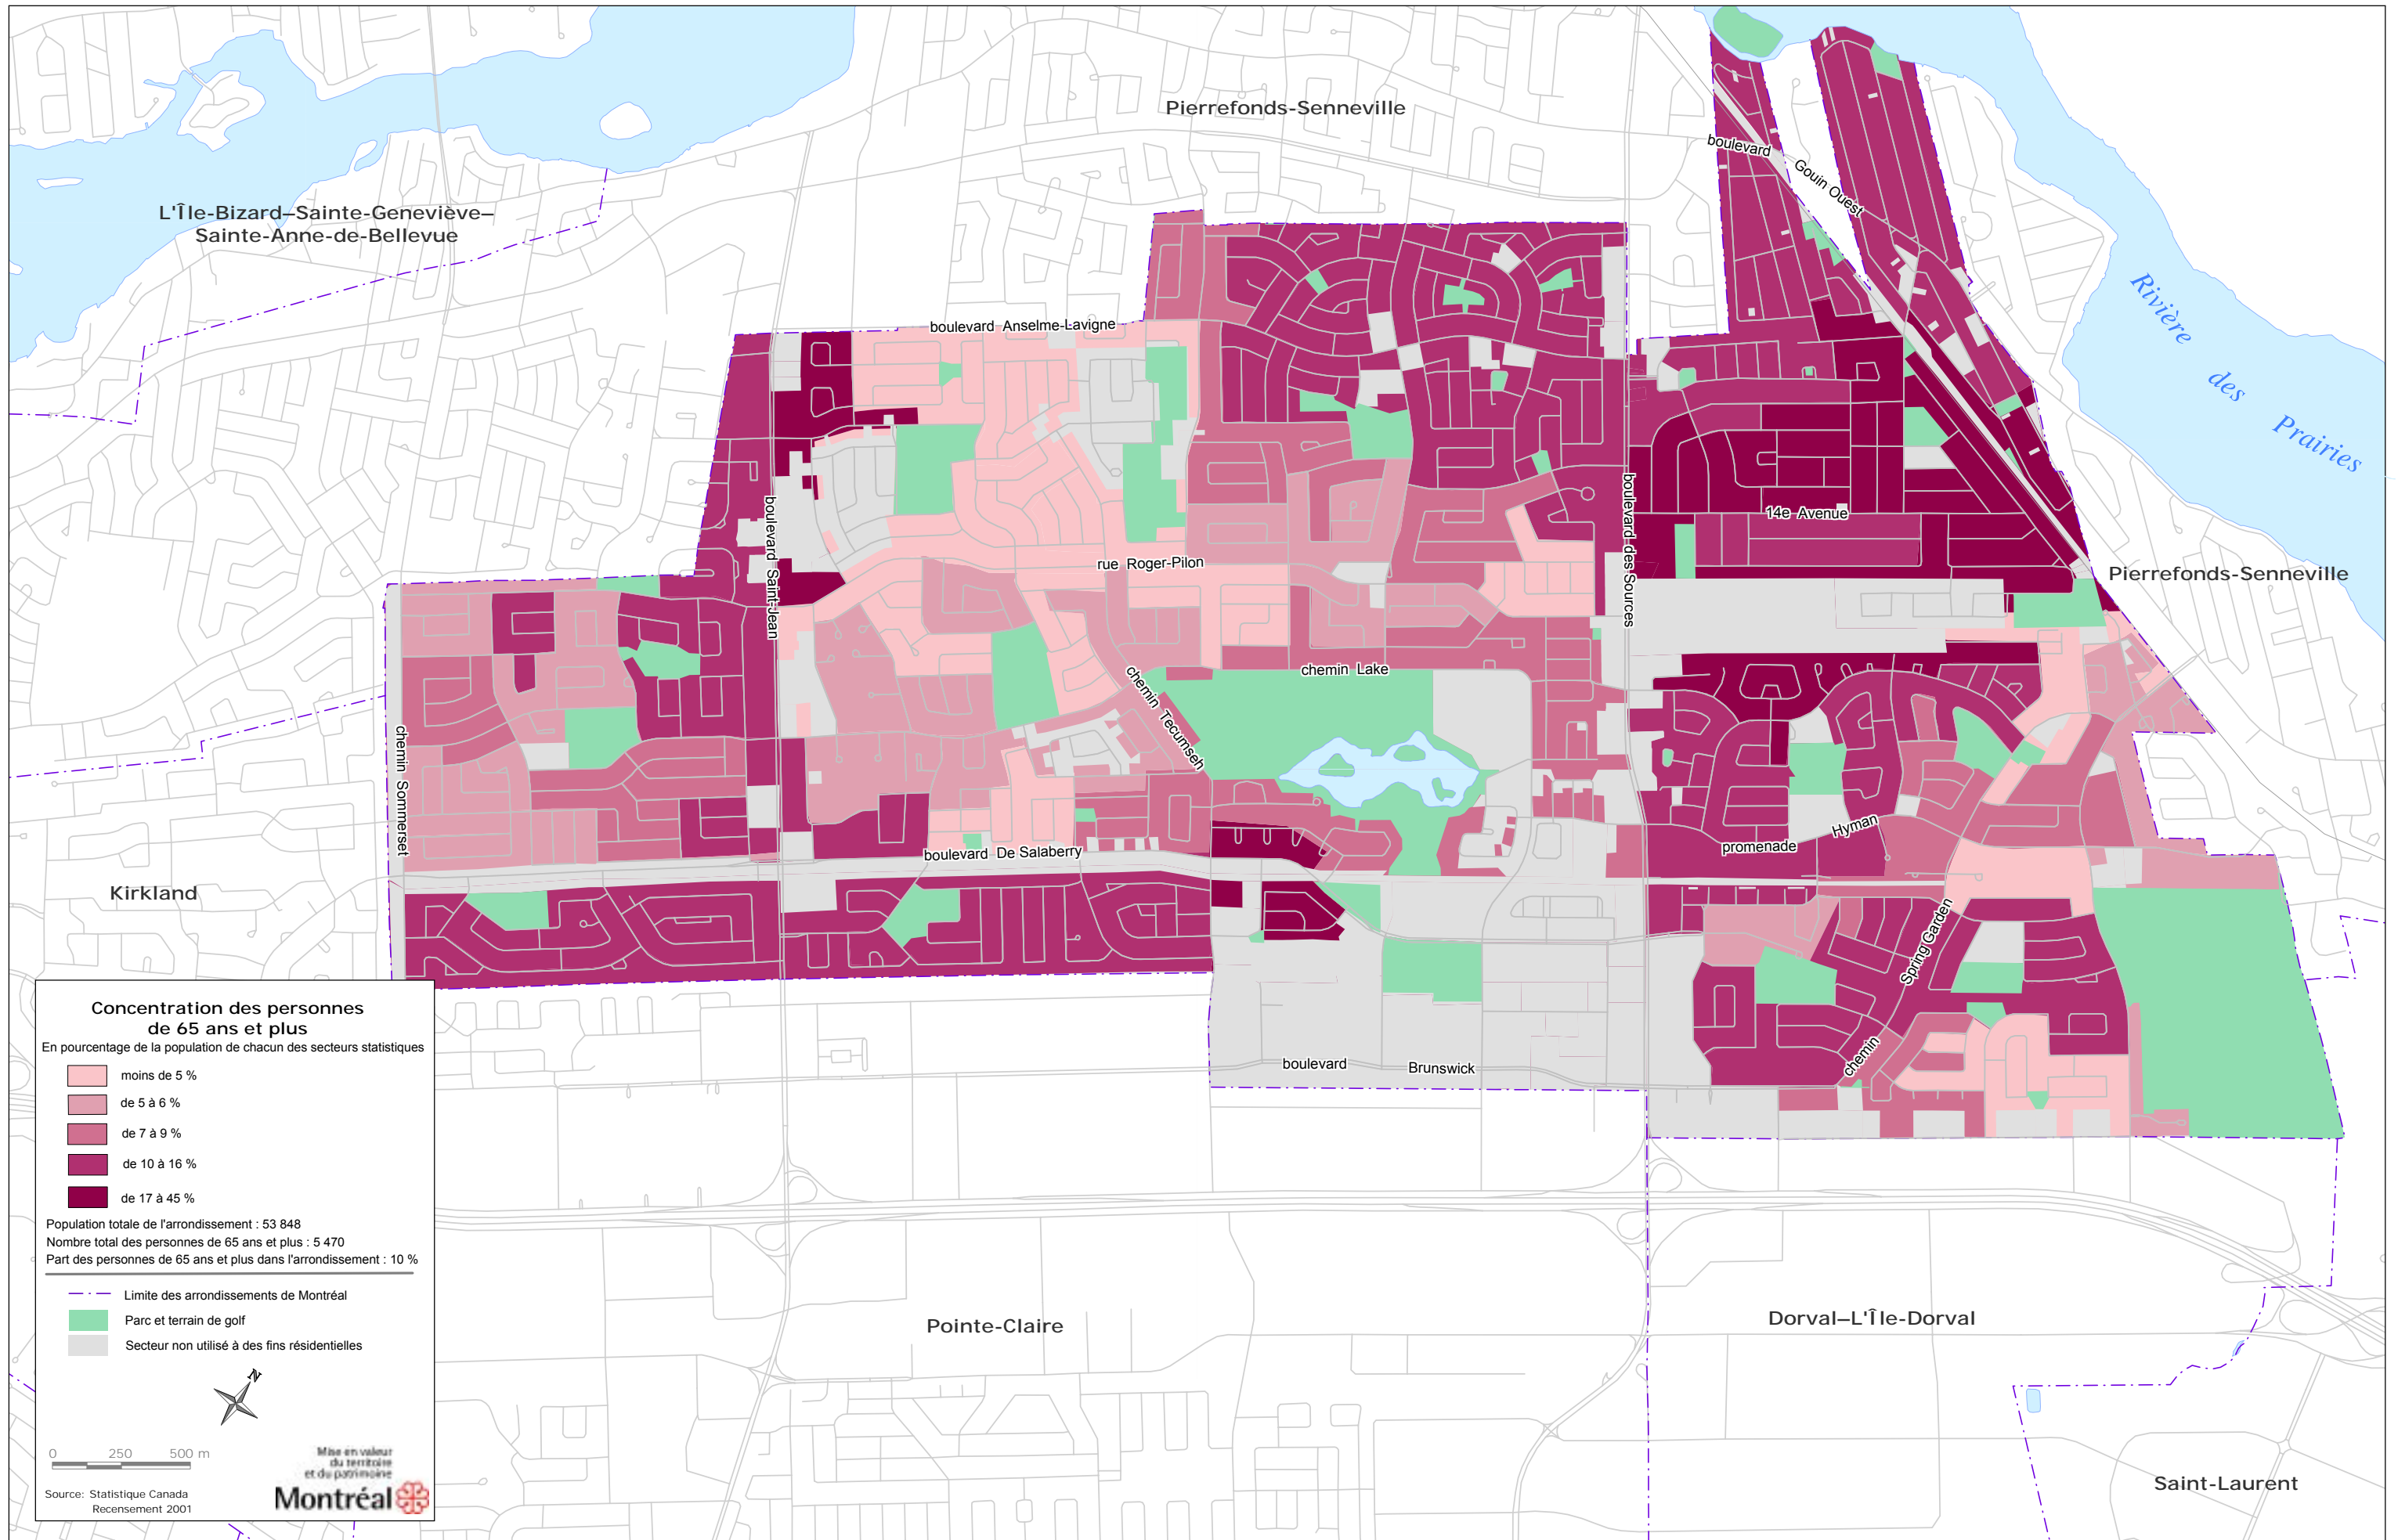 Pierrefonds-Senneville
L'Île-Bizard–Sainte-Geneviève–
Sainte-Anne-de-Bellevue
boulevard
Gouin Ouest
Rivière
des
Prairies
boulevard Anselme-Lavigne
boulevard Saint-Jean
boulevard des Sources
14e Avenue
rue Roger-Pilon
Pierrefonds-Senneville
chemin Lake
chemin Tecumseh
chemin Sommerset
promenade
Hyman
boulevard De Salaberry
Kirkland
Spring Garden
chemin
boulevard
Brunswick
Concentration des personnes
de 65 ans et plus
En pourcentage de la population de chacun des secteurs statistiques
moins de 5 %
de 5 à 6 %
de 7 à 9 %
de 10 à 16 %
de 17 à 45 %
Population totale de l'arrondissement : 53 848
Nombre total des personnes de 65 ans et plus : 5 470
Part des personnes de 65 ans et plus dans l'arrondissement : 10 %
Limite des arrondissements de Montréal
Parc et terrain de golf
Secteur non utilisé à des fins résidentielles
N
0 250 500 m
Mise en valeur
du territoire
et du patrimoine
Montréal
Source: Statistique Canada
Recensement 2001
Pointe-Claire
Dorval–L'Île-Dorval
Saint-Laurent